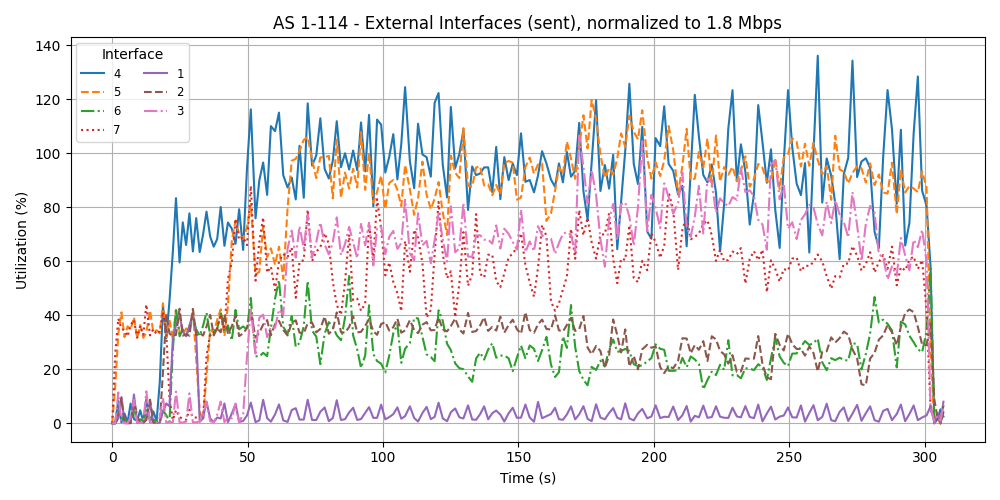 AS 1-114 - External Interfaces (sent), normalized to 1.8 Mbps
Interface
4 1
5 2
6 3
7
Utilization (%)
140
120
100
80
60
40
20
0
0 50 100 150 200 250 300
Time (s)